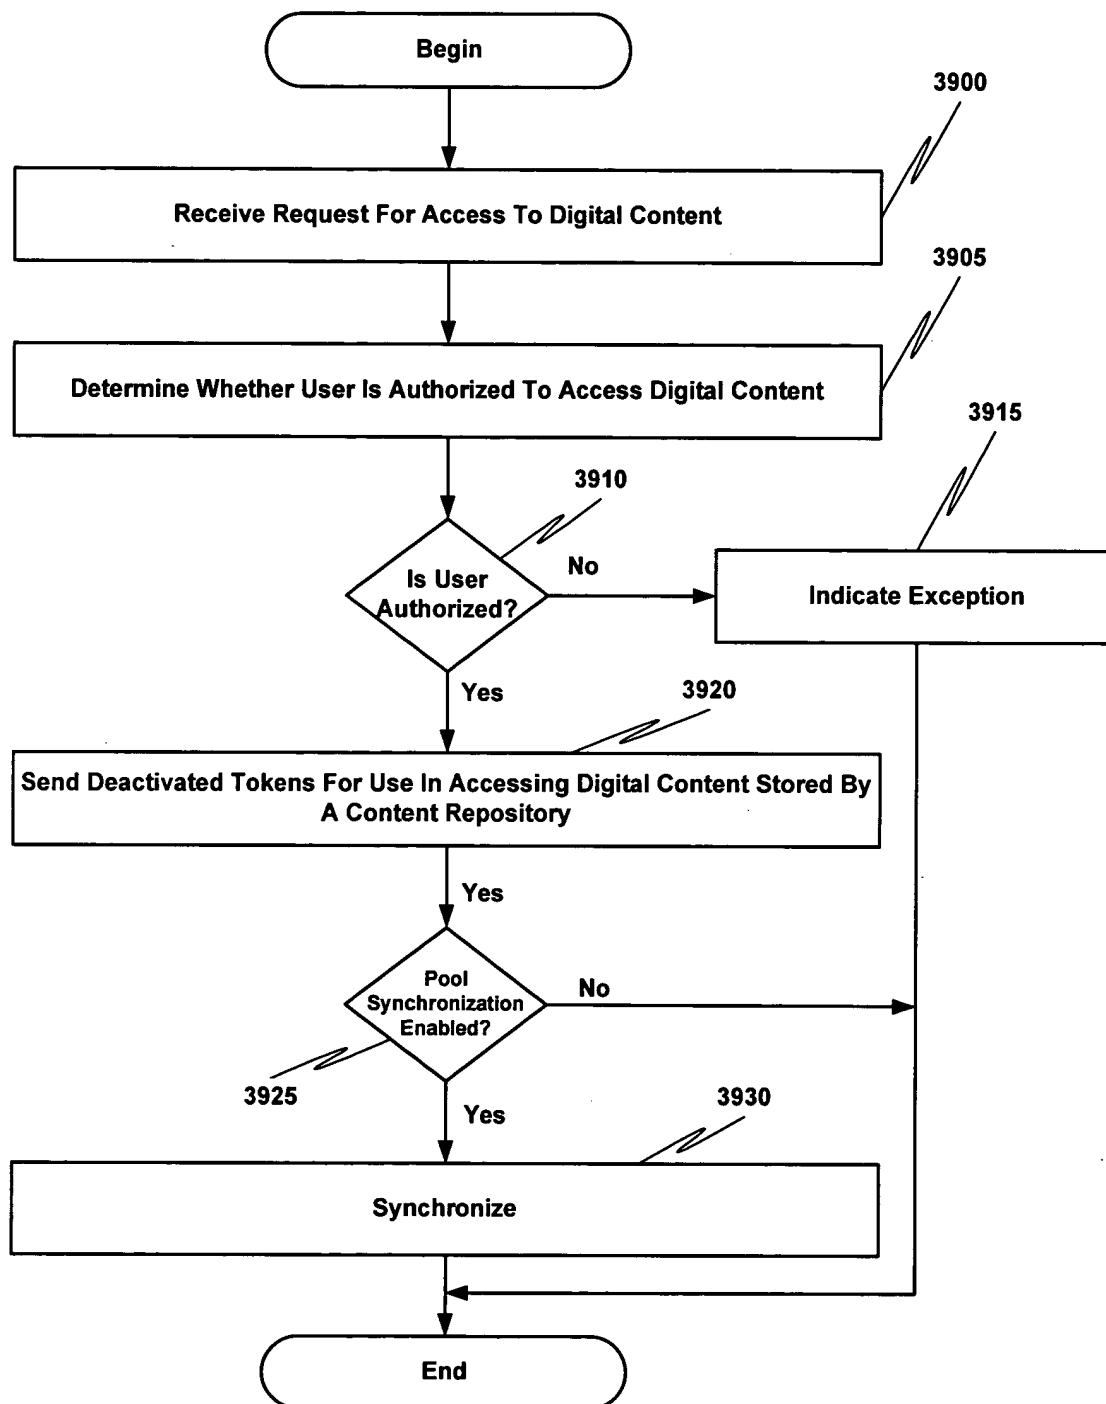 Begin
3900
Receive Request For Access To Digital Content
3905
Determine Whether User Is Authorized To Access Digital Content
3915
3910
Is User
Authorized?
No
Indicate Exception
Yes
3920
Send Deactivated Tokens For Use In Accessing Digital Content Stored By
A Content Repository
Yes
Pool
Synchronization
Enabled?
No
3925
Yes
3930
Synchronize
End